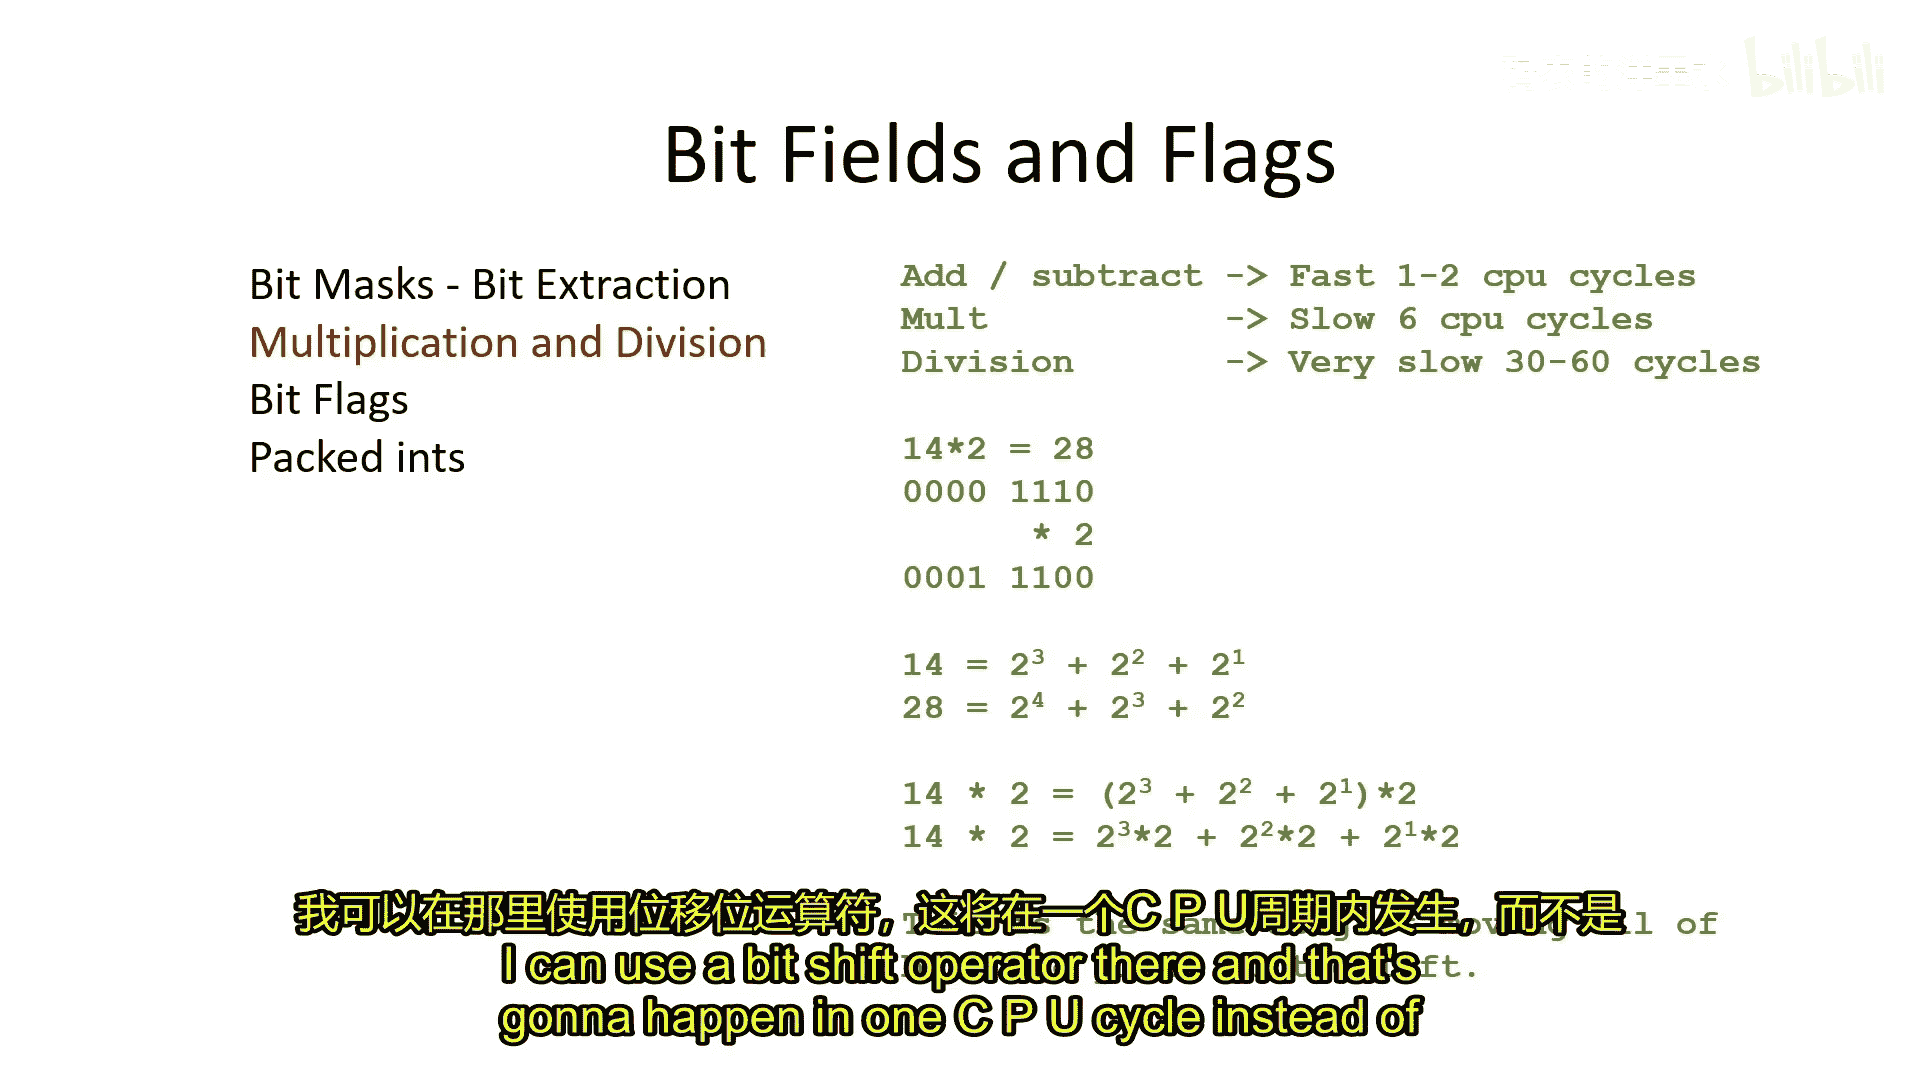 bilibili
Bit Fields and Flags
Bit Masks - Bit Extraction
Multiplication and Division
Bit Flags
Packed ints
Add / subtract -> Fast 1-2 cpu cycles
Mult -> Slow 6 cpu cycles
Division -> Very slow 30-60 cycles
14*2 = 28
0000 1110
* 2
0001 1100
14 = 2³ + 2² + 2¹
28 = 2⁴ + 2³ + 2²
14 * 2 = (2³ + 2² + 2¹)*2
14 * 2 = 2³*2 + 2²*2 + 2¹*2
the same all of
我可以在那里使用位移位运算符，这将在一个C P U周期内发生，而不是
I can use a bit shift operator there and that's
gonna happen in one C P U cycle instead of